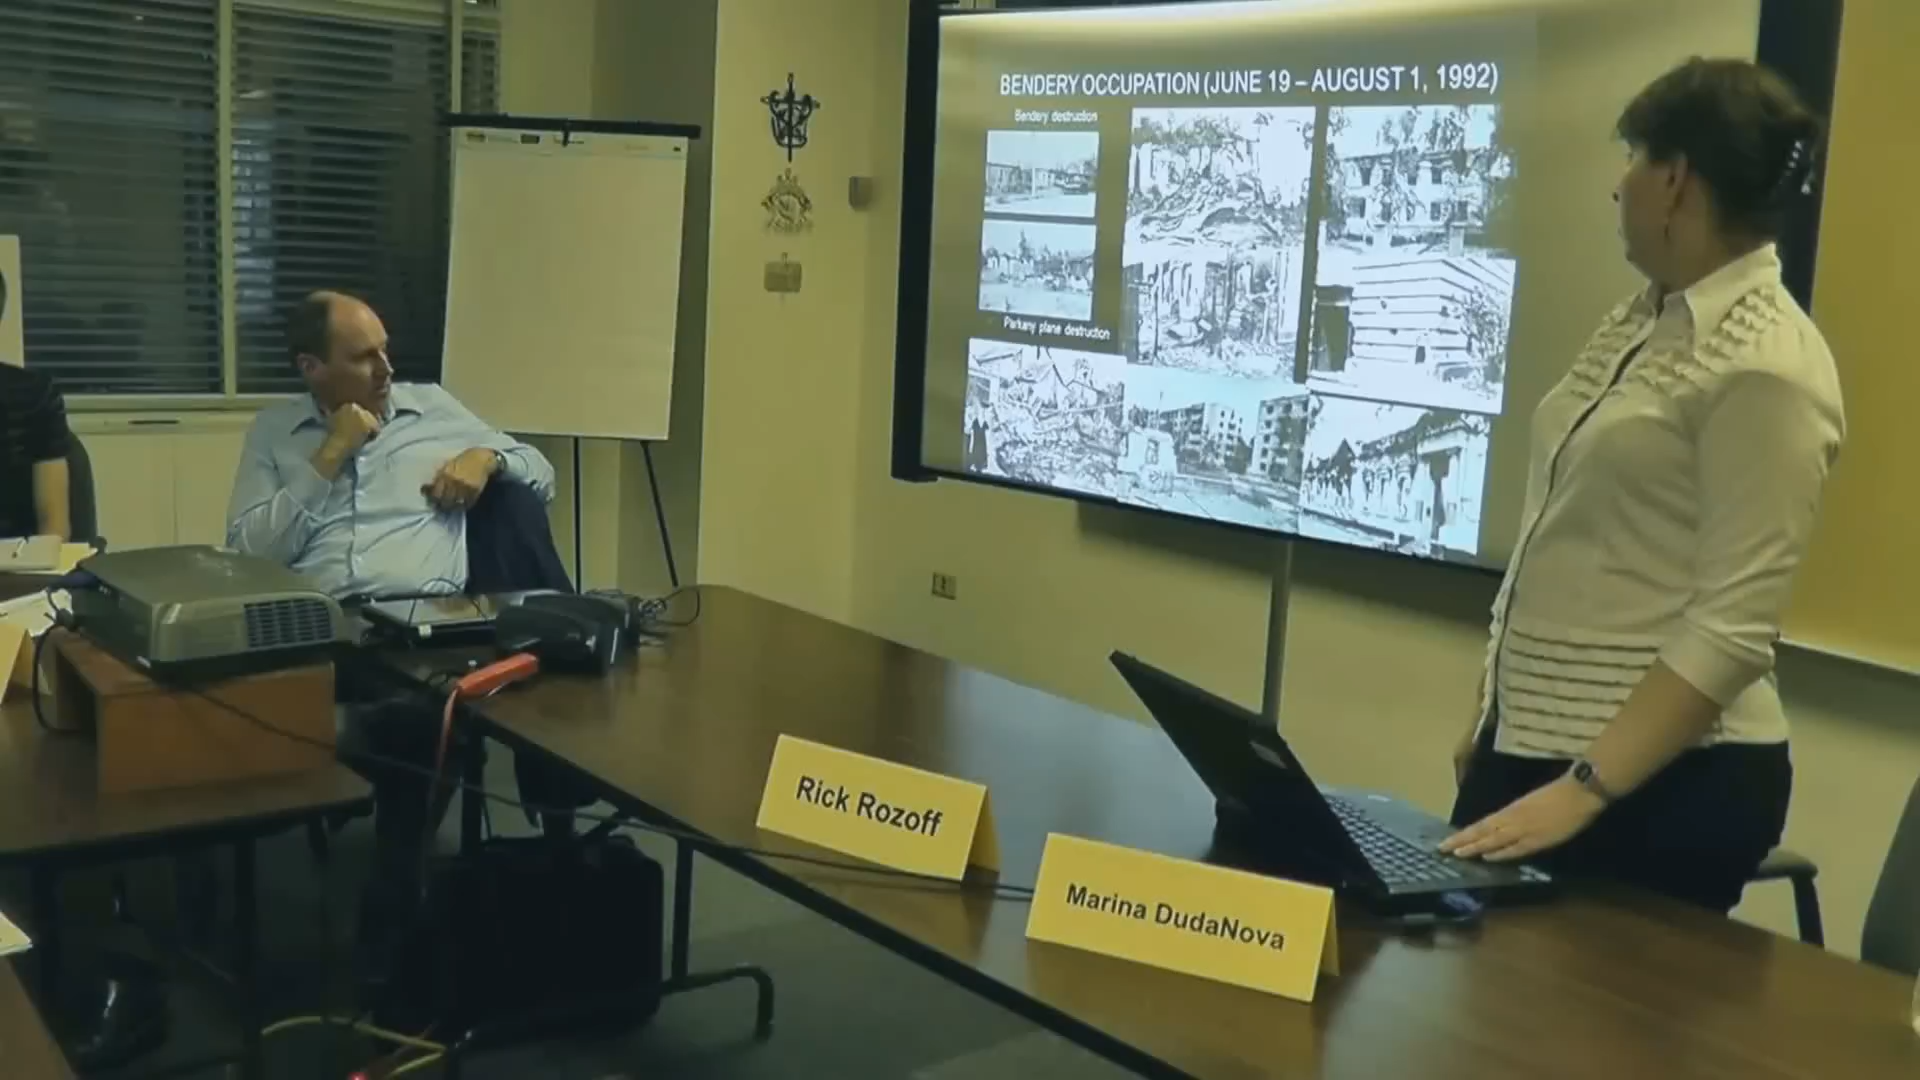 BENDERY OCCUPATION (JUNE 19 – AUGUST 1, 1992)
Bendery destruction
Parkany plane destruction
Rick Rozoff
Marina DudaNova